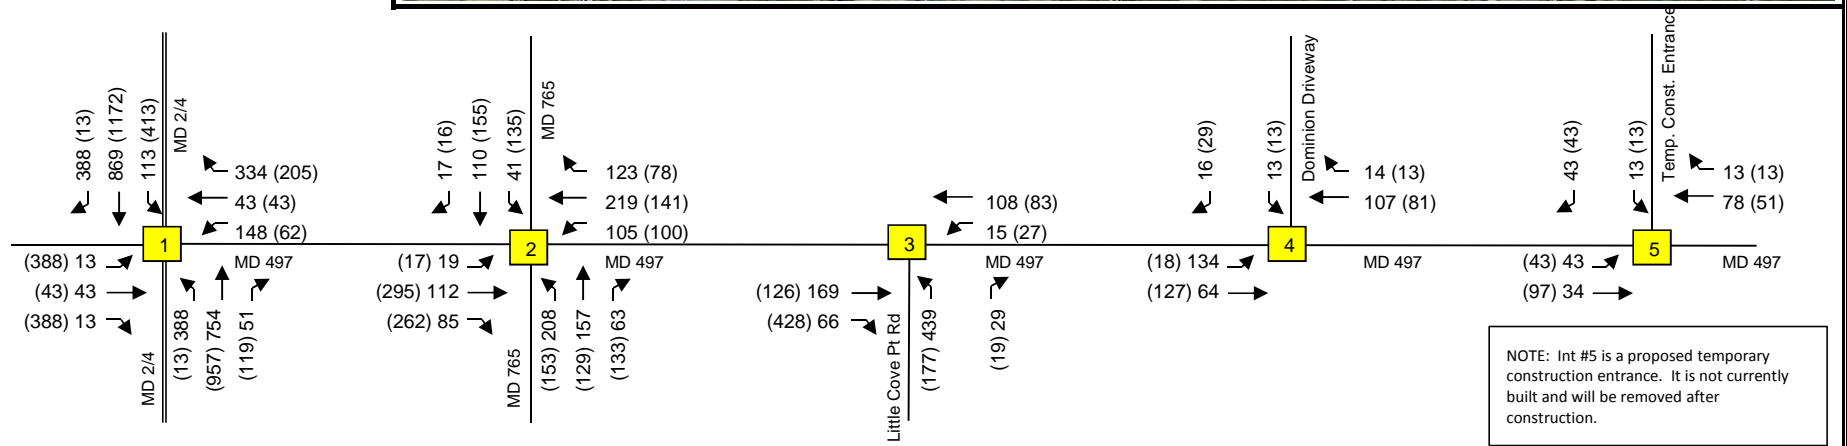 388 (13)
869 (1172)
113 (413)
MD 2/4
334 (205)
43 (43)
148 (62)
1
(388) 13
(43) 43
(388) 13
MD 497
MD 2/4
(13) 388
(957) 754
(119) 51
17 (16)
110 (155)
41 (135)
MD 765
123 (78)
219 (141)
105 (100)
2
(17) 19
(295) 112
(262) 85
MD 497
MD 765
(153) 208
(129) 157
(133) 63
108 (83)
15 (27)
3
MD 497
(126) 169
(428) 66
Little Cove Pt Rd
(177) 439
(19) 29
16 (29)
13 (13)
Dominion Driveway
14 (13)
107 (81)
4
(18) 134
(127) 64
MD 497
43 (43)
13 (13)
Temp. Const. Entrance
13 (13)
78 (51)
5
(43) 43
(97) 34
MD 497
NOTE: Int #5 is a proposed temporary
construction entrance. It is not currently
built and will be removed after
construction.